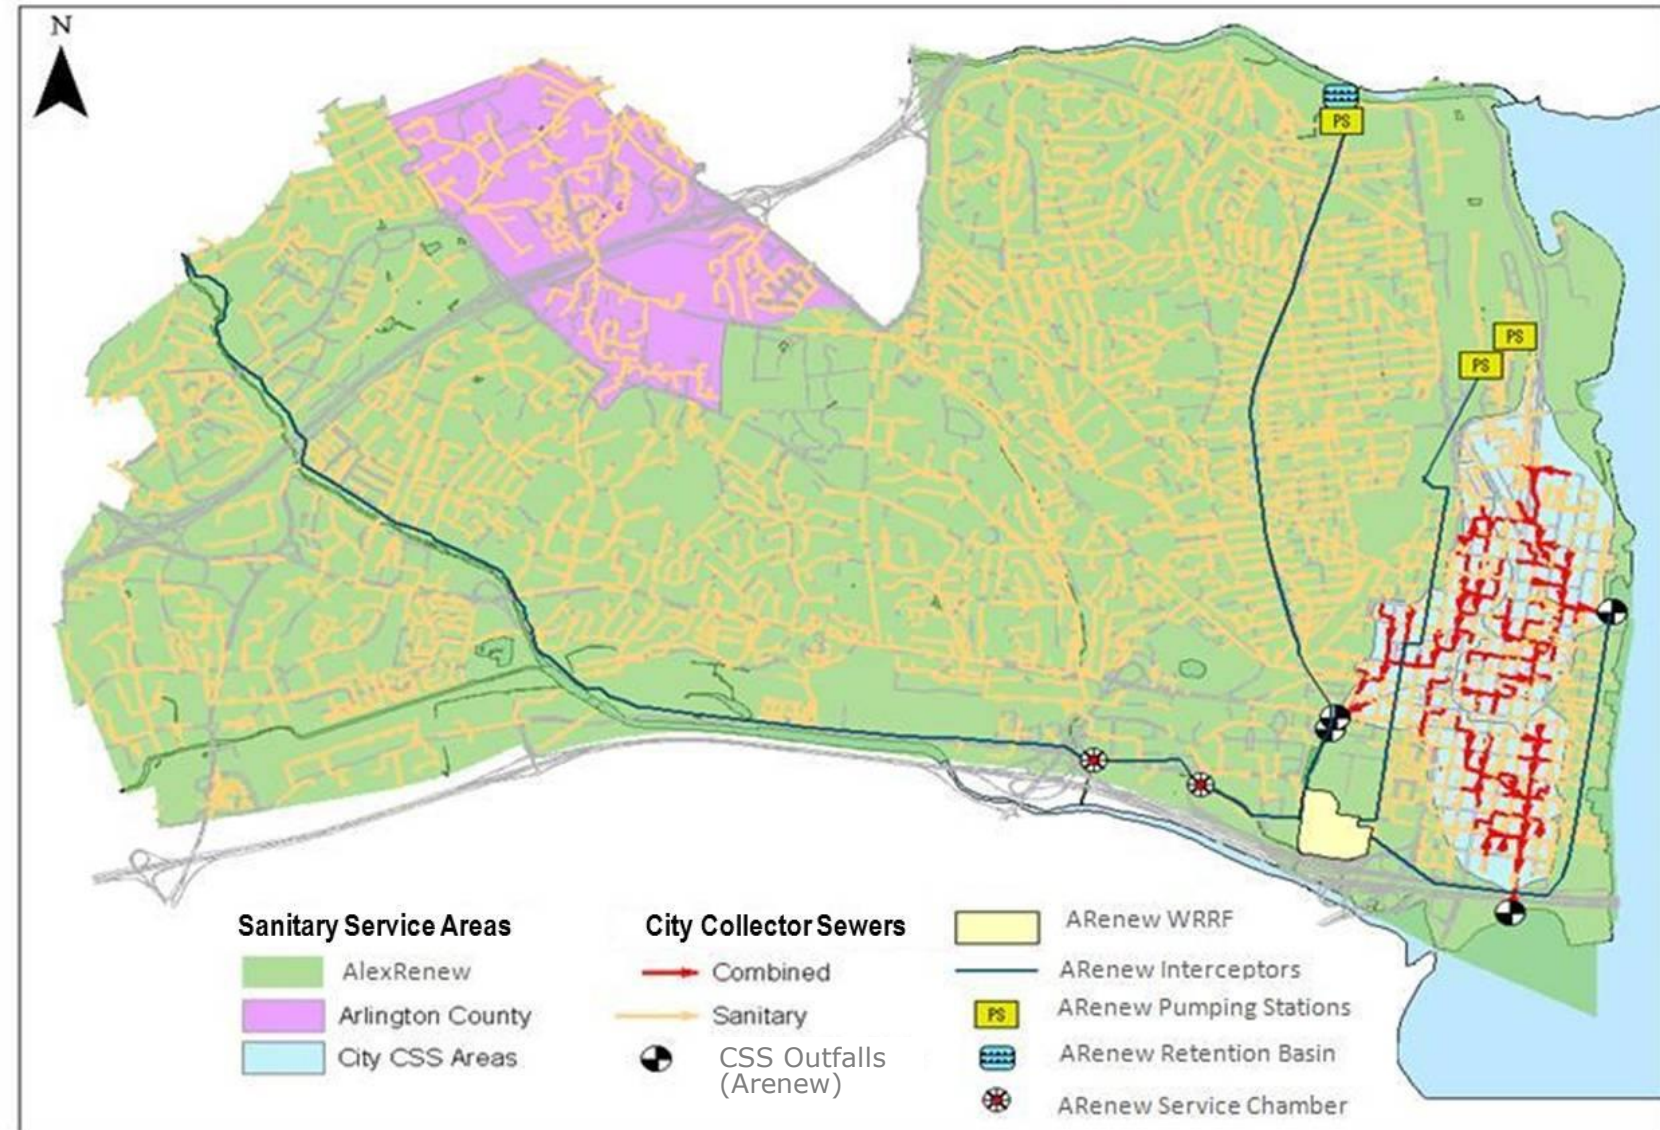 N
PS
PS
PS
Sanitary Service Areas
AlexRenew
Arlington County
City CSS Areas
City Collector Sewers
Combined
Sanitary
CSS Outfalls
(Arenew)
ARenew WRRF
ARenew Interceptors
PS
ARenew Pumping Stations
ARenew Retention Basin
ARenew Service Chamber